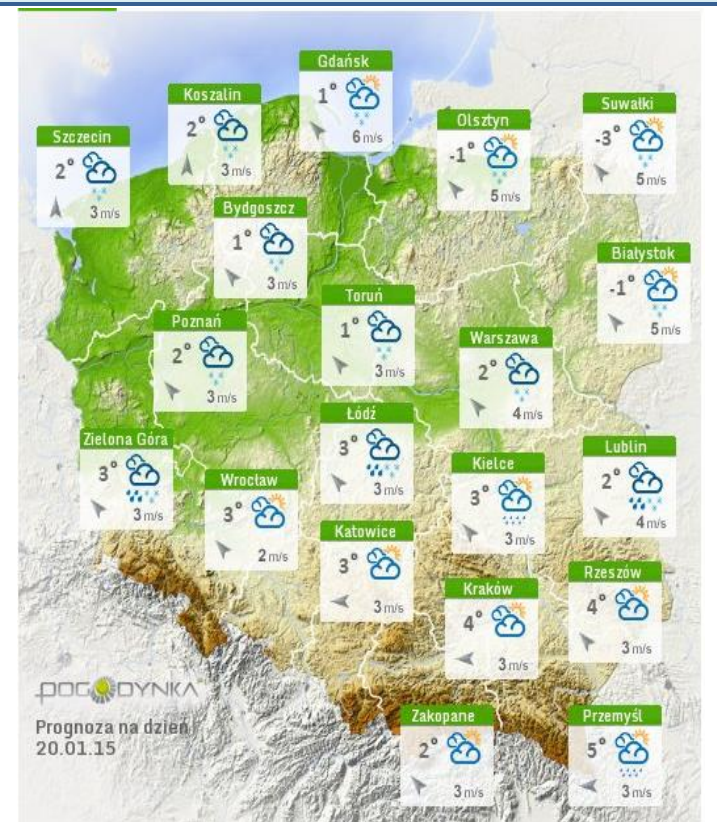 Gdańsk
1°
6 m/s
Koszalin
2°
3 m/s
Suwałki
-3°
5 m/s
Olsztyn
-1°
5 m/s
Szczecin
2°
3 m/s
Bydgoszcz
1°
3 m/s
Białystok
-1°
5 m/s
Toruń
1°
3 m/s
Poznań
2°
3 m/s
Warszawa
2°
4 m/s
Łódź
3°
3 m/s
Zielona Góra
3°
3 m/s
Lublin
2°
4 m/s
Kielce
3°
3 m/s
Wrocław
3°
2 m/s
Katowice
3°
3 m/s
Rzeszów
4°
3 m/s
Kraków
4°
3 m/s
POGODYNKA
Prognoza na dzień
20.01.15
Zakopane
2°
3 m/s
Przemyśl
5°
3 m/s